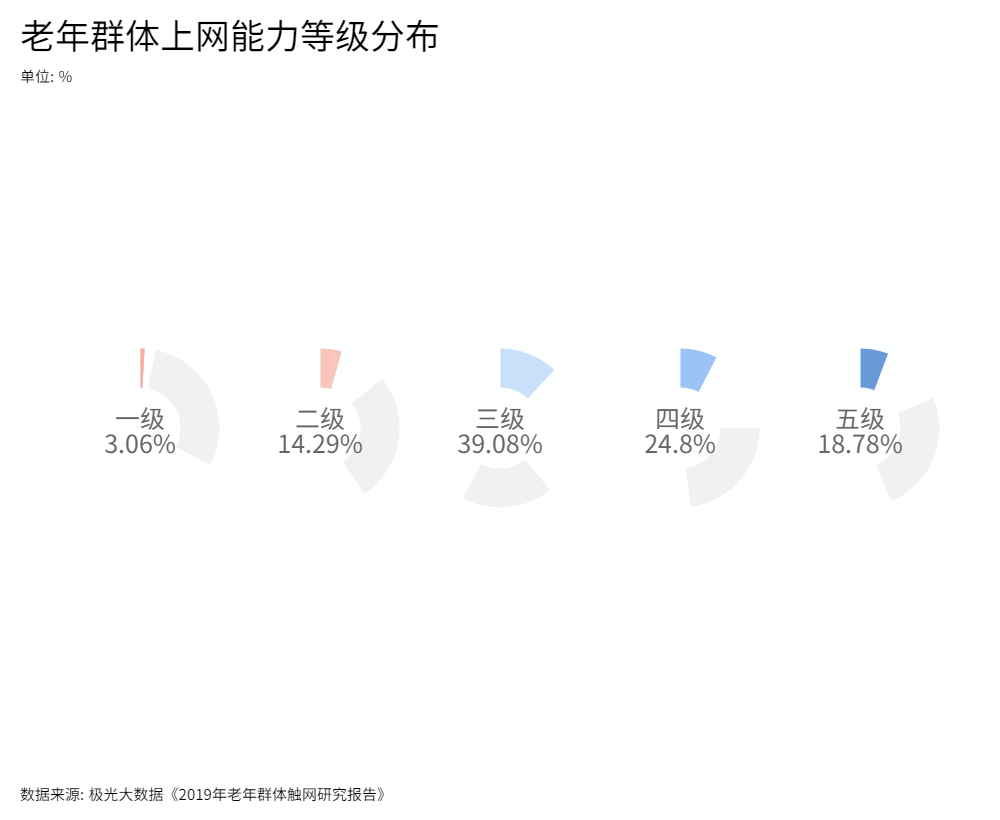 老年群体上网能力等级分布
单位: %
一级
3.06%
二级
14.29%
三级
39.08%
四级
24.8%
五级
18.78%
数据来源: 极光大数据《2019年老年群体触网研究报告》